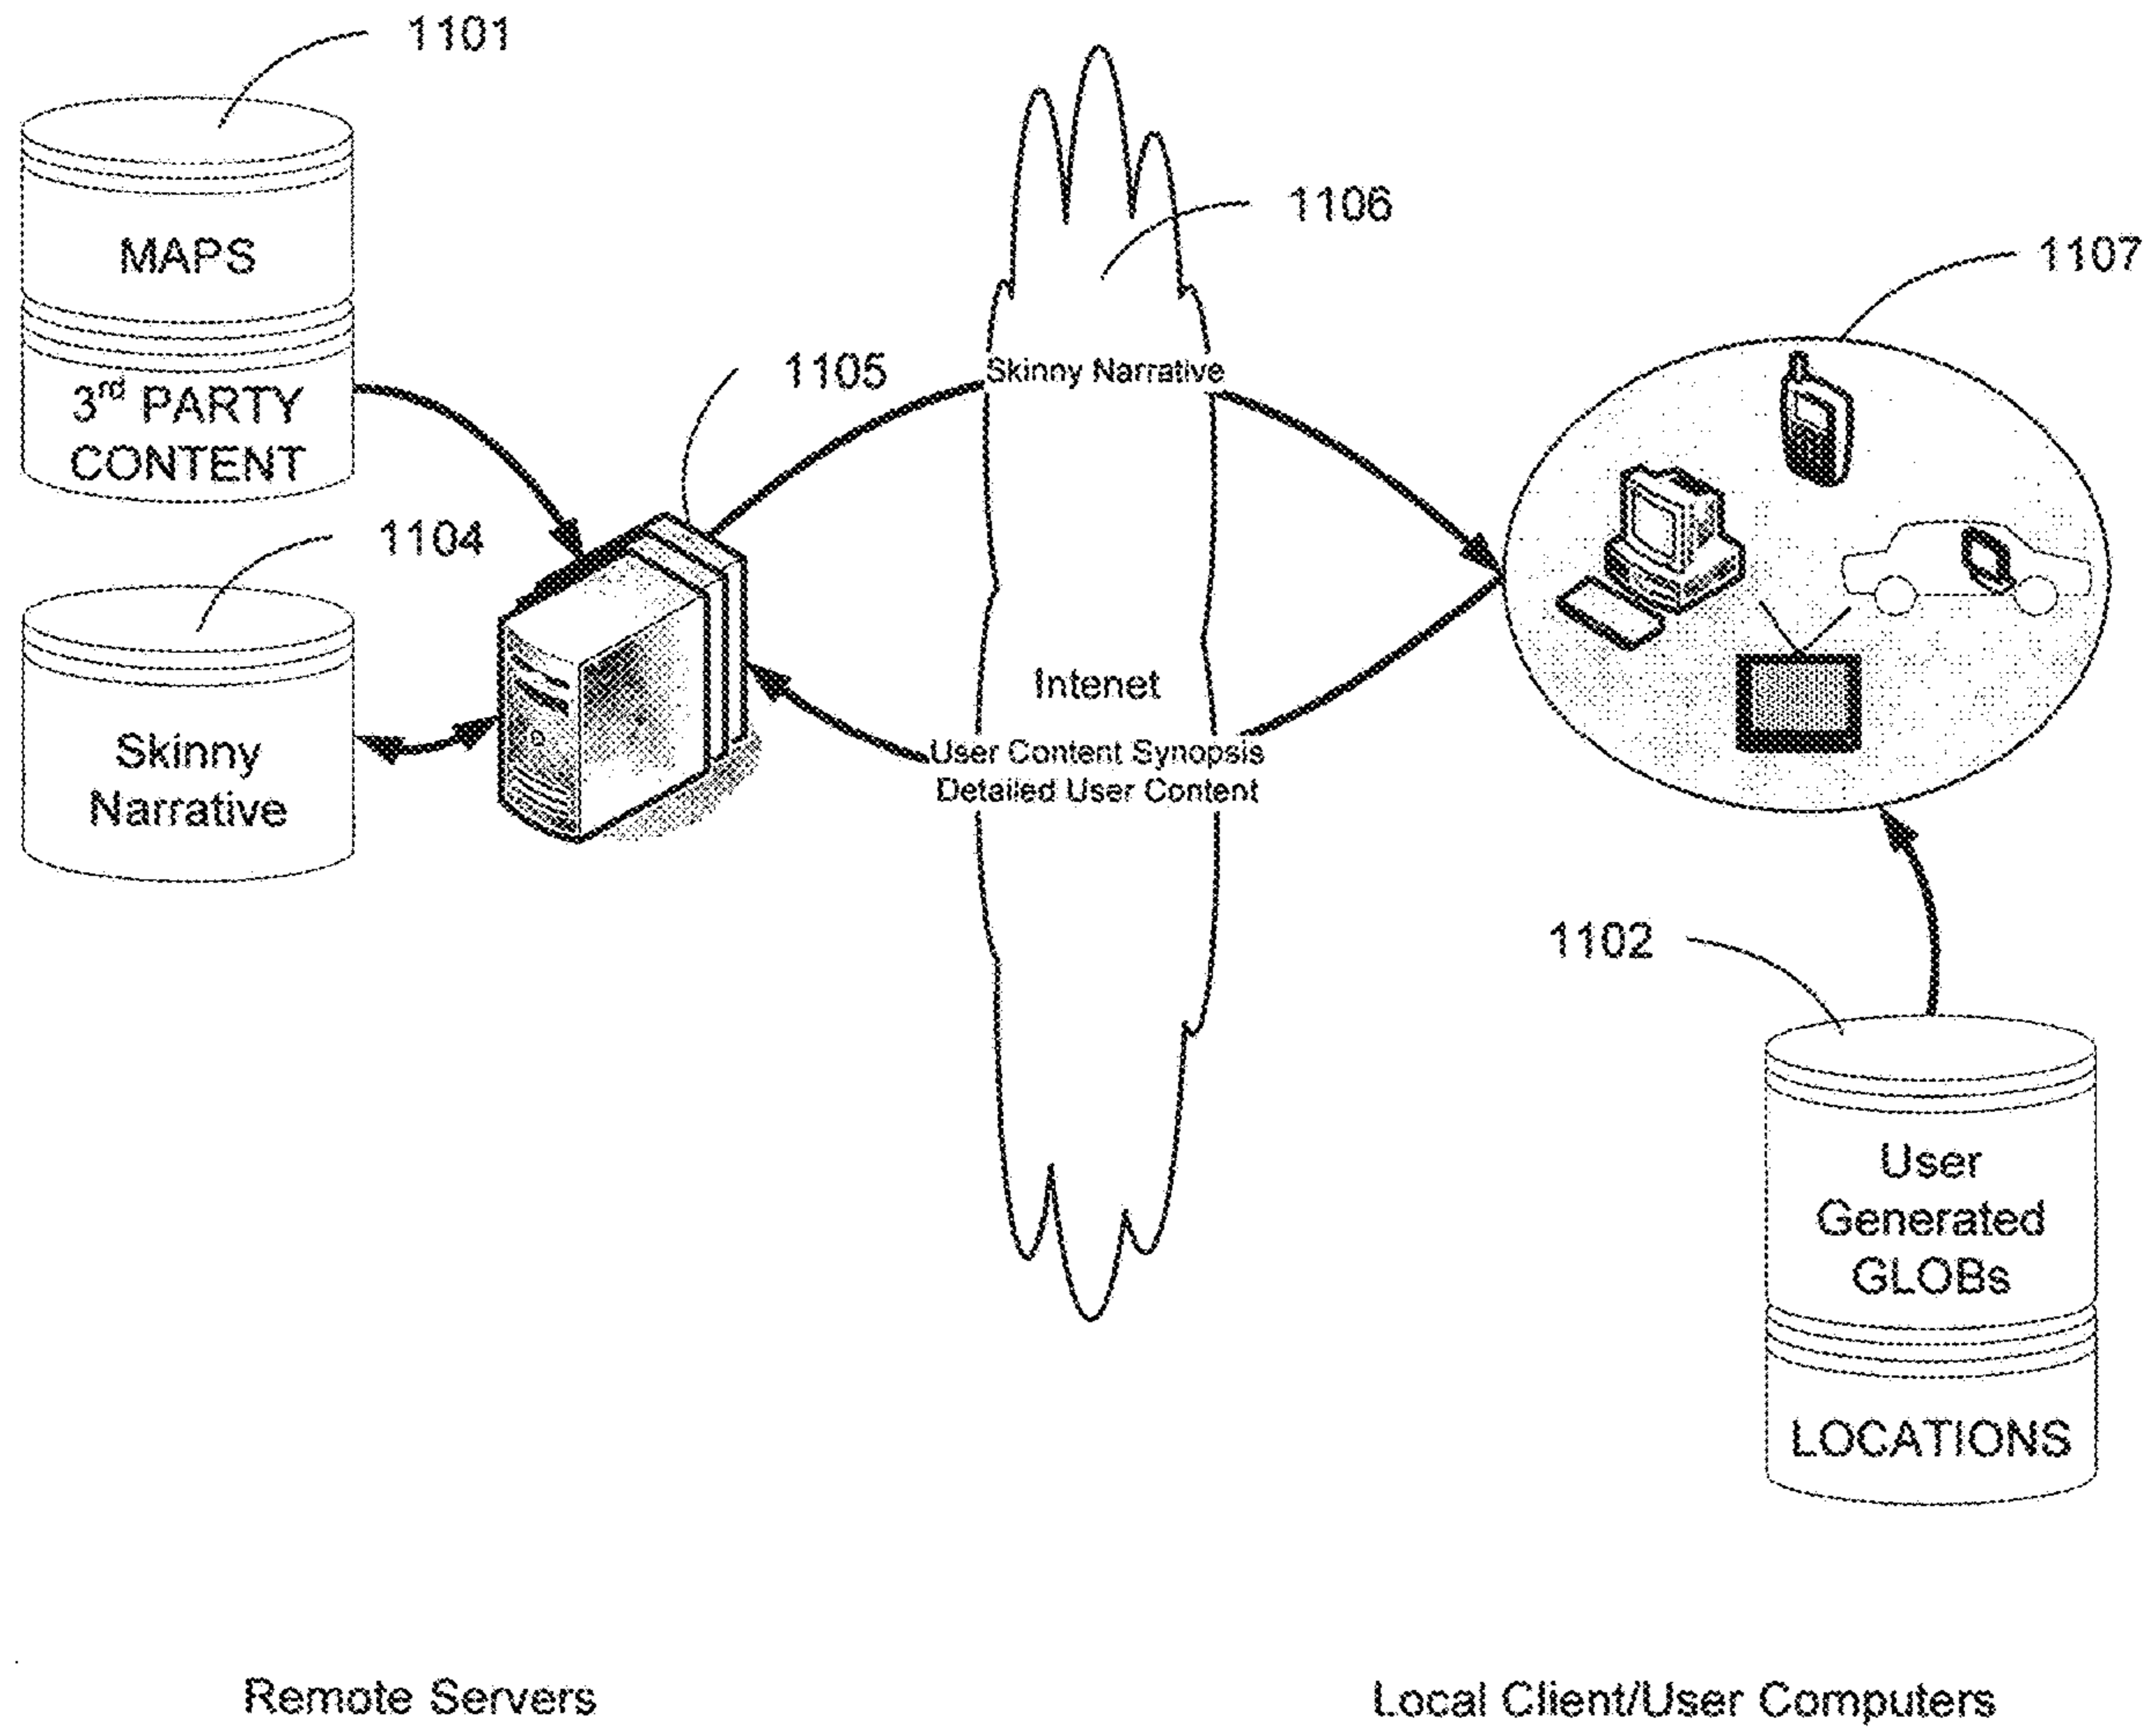 1101
MAPS
3rd PARTY
CONTENT
1104
Skinny
Narrative
1105
1106
Skinny Narrative
Intenet
User Content Synopsis
Detailed User Content
1107
1102
User
Generated
GLOBs
LOCATIONS
Remote Servers
Local Client/User Computers